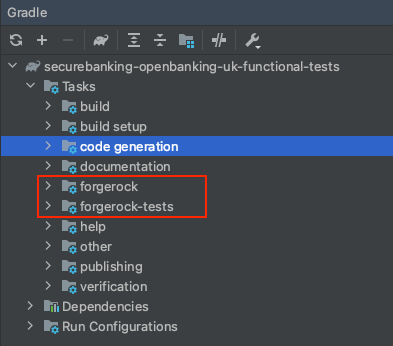 Gradle
securebanking-openbanking-uk-functional-tests
Tasks
build
build setup
code generation
documentation
forgerock
forgerock-tests
help
other
publishing
verification
Dependencies
Run Configurations